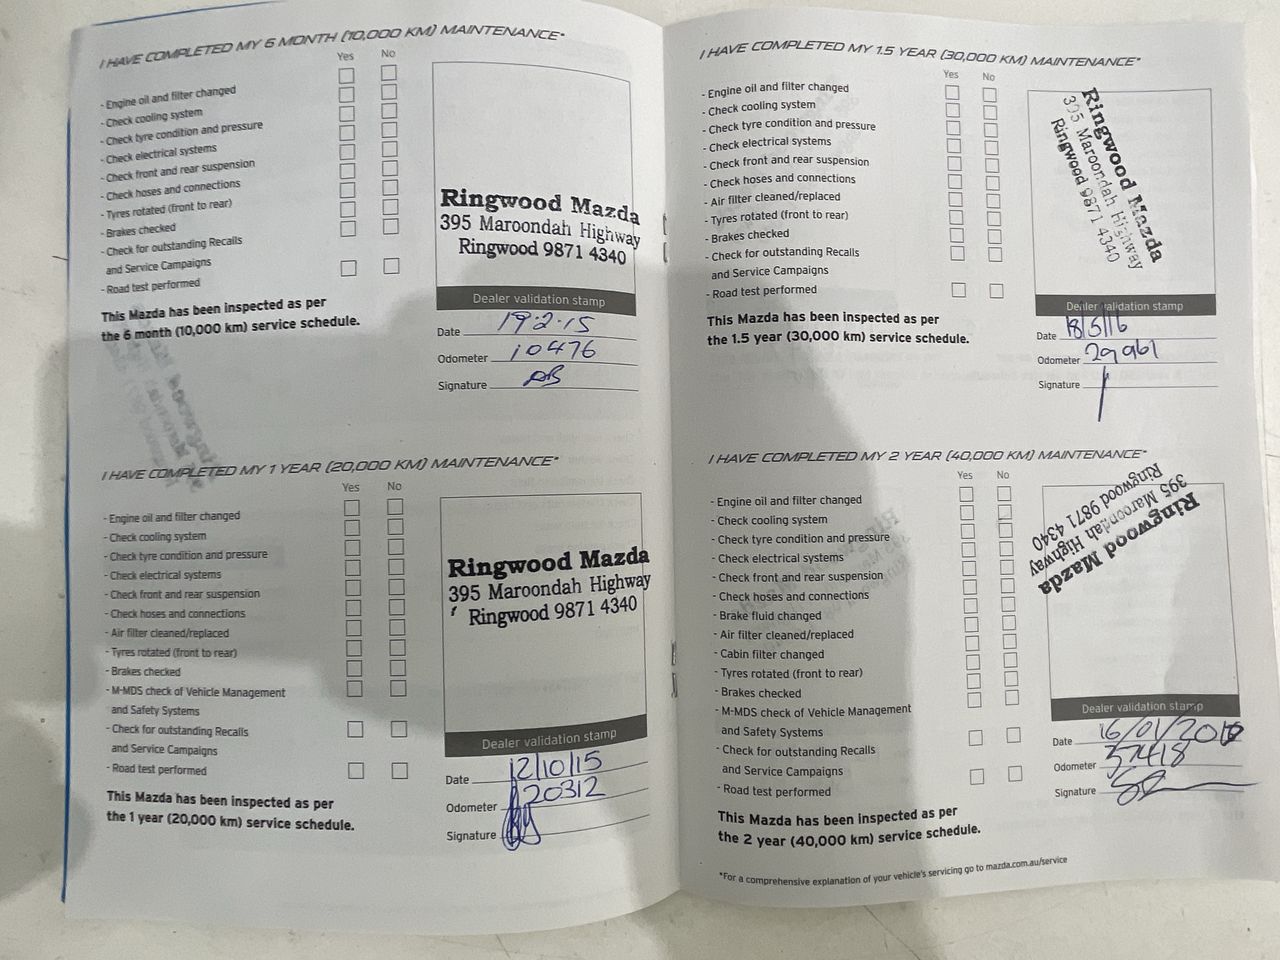 I HAVE COMPLETED MY 6 MONTH (10,000 KM) MAINTENANCE*
Yes No
- Engine oil and filter changed
- Check cooling system
- Check tyre condition and pressure
- Check electrical systems
- Check front and rear suspension
- Check hoses and connections
- Tyres rotated (front to rear)
- Brakes checked
- Check for outstanding Recalls
and Service Campaigns
- Road test performed
This Mazda has been inspected as per
the 6 month (10,000 km) service schedule.
Ringwood Mazda
395 Maroondah Highway
Ringwood 9871 4340
Dealer validation stamp
Date 19.2.15
Odometer 10476
Signature
I HAVE COMPLETED MY 1 YEAR (20,000 KM) MAINTENANCE*
Yes No
- Engine oil and filter changed
- Check cooling system
- Check tyre condition and pressure
- Check electrical systems
- Check front and rear suspension
- Check hoses and connections
- Air filter cleaned/replaced
- Tyres rotated (front to rear)
- Brakes checked
- M-MDS check of Vehicle Management
and Safety Systems
- Check for outstanding Recalls
and Service Campaigns
- Road test performed
This Mazda has been inspected as per
the 1 year (20,000 km) service schedule.
Ringwood Mazda
395 Maroondah Highway
Ringwood 9871 4340
Dealer validation stamp
Date 12/10/15
Odometer 20312
Signature
I HAVE COMPLETED MY 1.5 YEAR (30,000 KM) MAINTENANCE*
Yes No
- Engine oil and filter changed
- Check cooling system
- Check tyre condition and pressure
- Check electrical systems
- Check front and rear suspension
- Check hoses and connections
- Air filter cleaned/replaced
- Tyres rotated (front to rear)
- Brakes checked
- Check for outstanding Recalls
and Service Campaigns
- Road test performed
This Mazda has been inspected as per
the 1.5 year (30,000 km) service schedule.
Ringwood Mazda
395 Maroondah Highway
Ringwood 9871 4340
Dealer validation stamp
Date 18/5/16
Odometer 29961
Signature
I HAVE COMPLETED MY 2 YEAR (40,000 KM) MAINTENANCE*
Yes No
- Engine oil and filter changed
- Check cooling system
- Check tyre condition and pressure
- Check electrical systems
- Check front and rear suspension
- Check hoses and connections
- Brake fluid changed
- Air filter cleaned/replaced
- Cabin filter changed
- Tyres rotated (front to rear)
- Brakes checked
- M-MDS check of Vehicle Management
and Safety Systems
- Check for outstanding Recalls
and Service Campaigns
- Road test performed
This Mazda has been inspected as per
the 2 year (40,000 km) service schedule.
Ringwood Mazda
395 Maroondah Highway
Ringwood 9871 4340
Dealer validation stamp
Date
Odometer 37418
Signature
*For a comprehensive explanation of your vehicle's servicing go to mazda.com.au/service